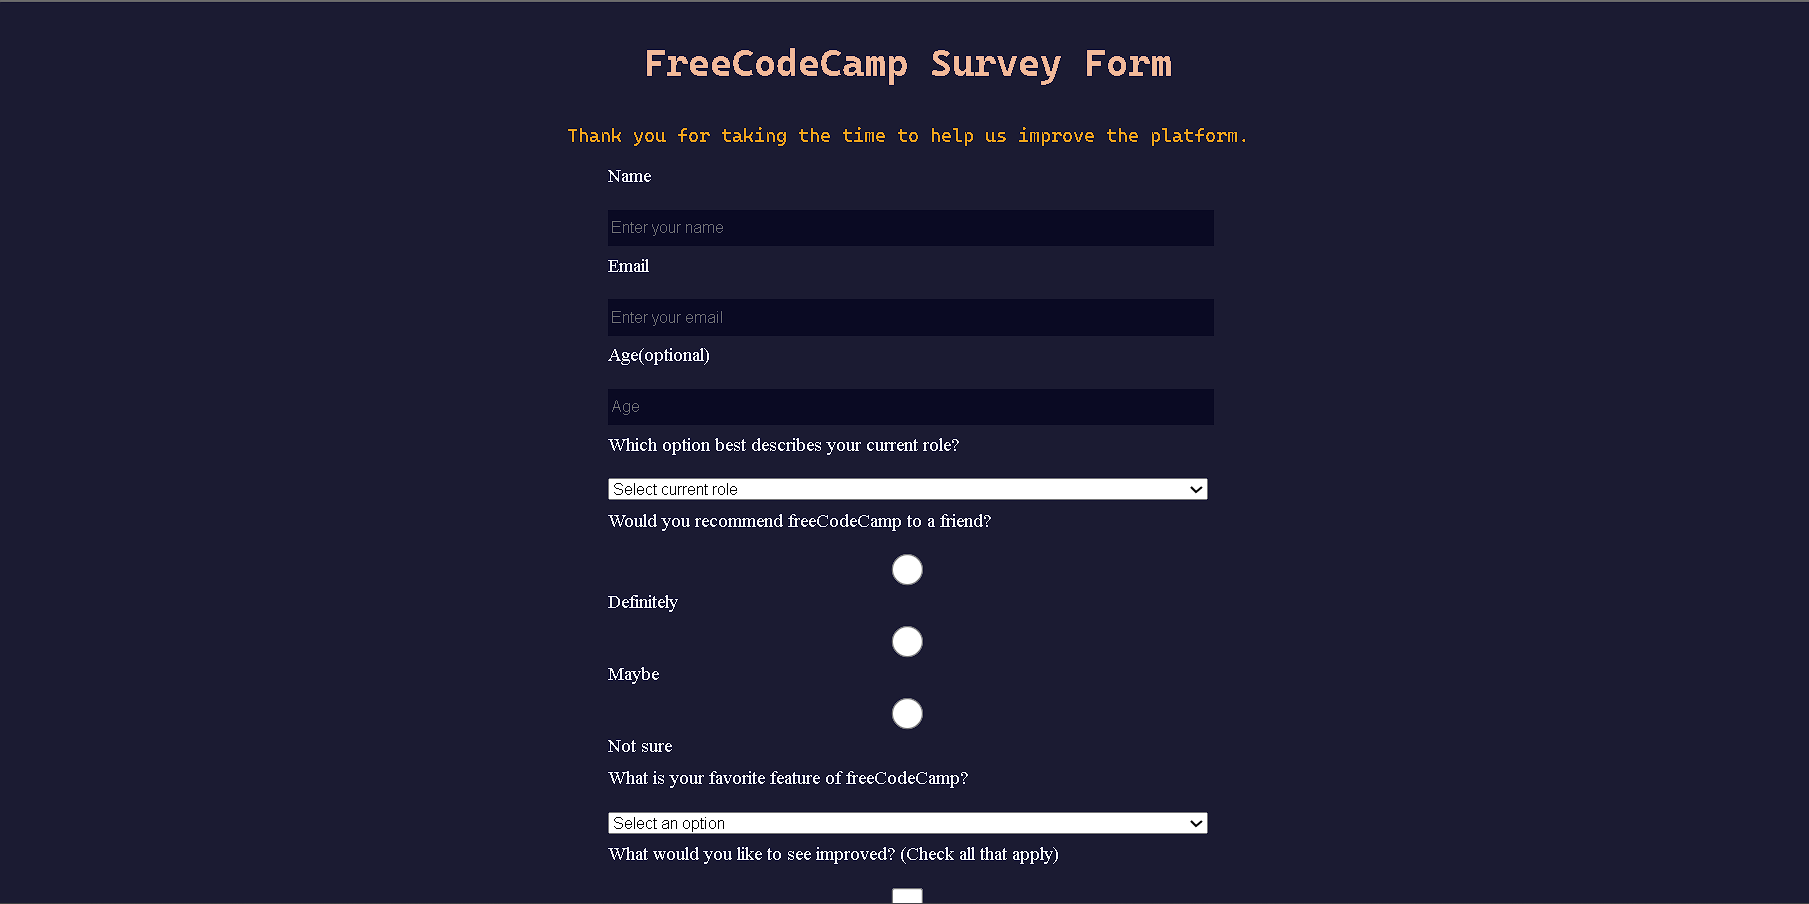 FreeCodeCamp Survey Form
Thank you for taking the time to help us improve the platform.
Name
Enter your name
Email
Enter your email
Age(optional)
Age
Which option best describes your current role?
Select current role
Would you recommend freeCodeCamp to a friend?
Definitely
Maybe
Not sure
What is your favorite feature of freeCodeCamp?
Select an option
What would you like to see improved? (Check all that apply)